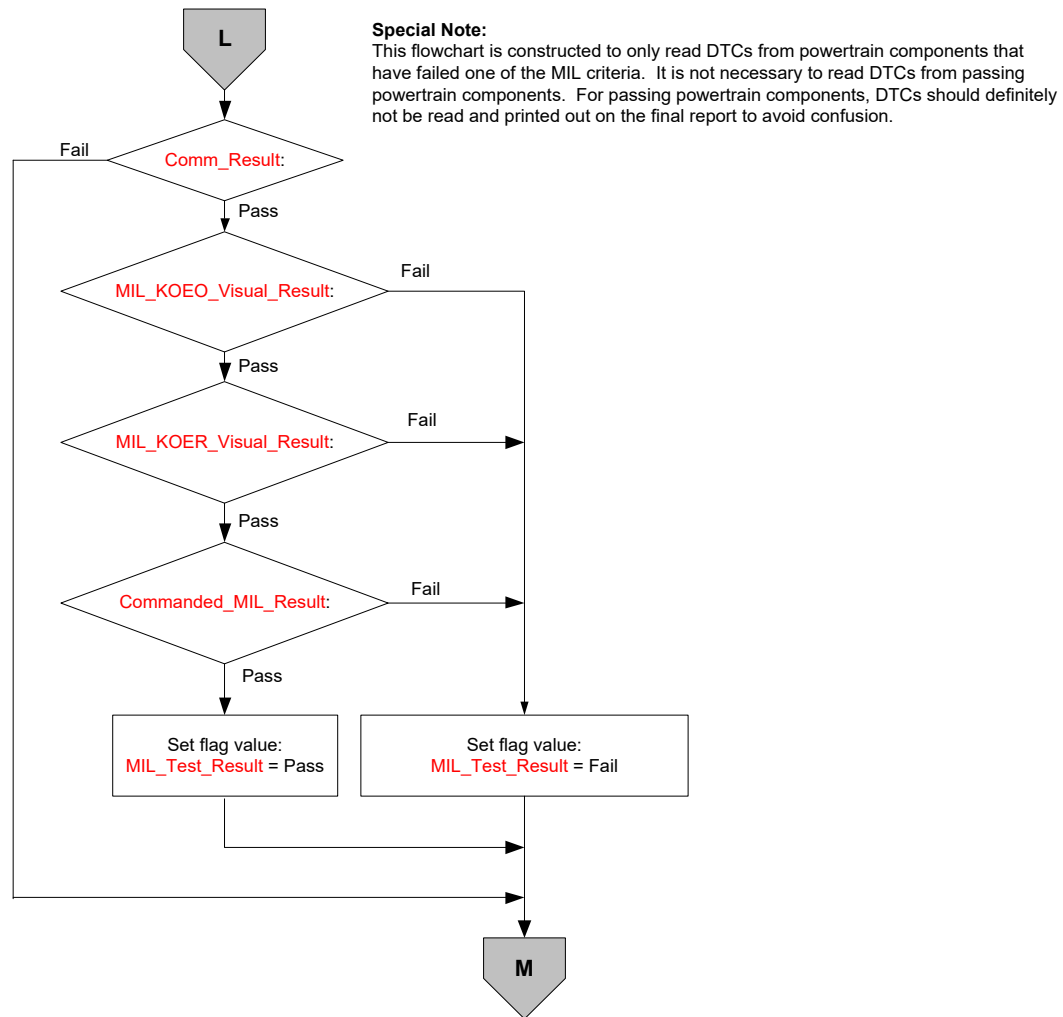 L
Special Note:
This flowchart is constructed to only read DTCs from powertrain components that
have failed one of the MIL criteria.  It is not necessary to read DTCs from passing
powertrain components.  For passing powertrain components, DTCs should definitely
not be read and printed out on the final report to avoid confusion.
Fail
Comm_Result:
Pass
MIL_KOEO_Visual_Result:
Fail
Pass
MIL_KOER_Visual_Result:
Fail
Pass
Commanded_MIL_Result:
Fail
Pass
Set flag value:
MIL_Test_Result = Pass
Set flag value:
MIL_Test_Result = Fail
M